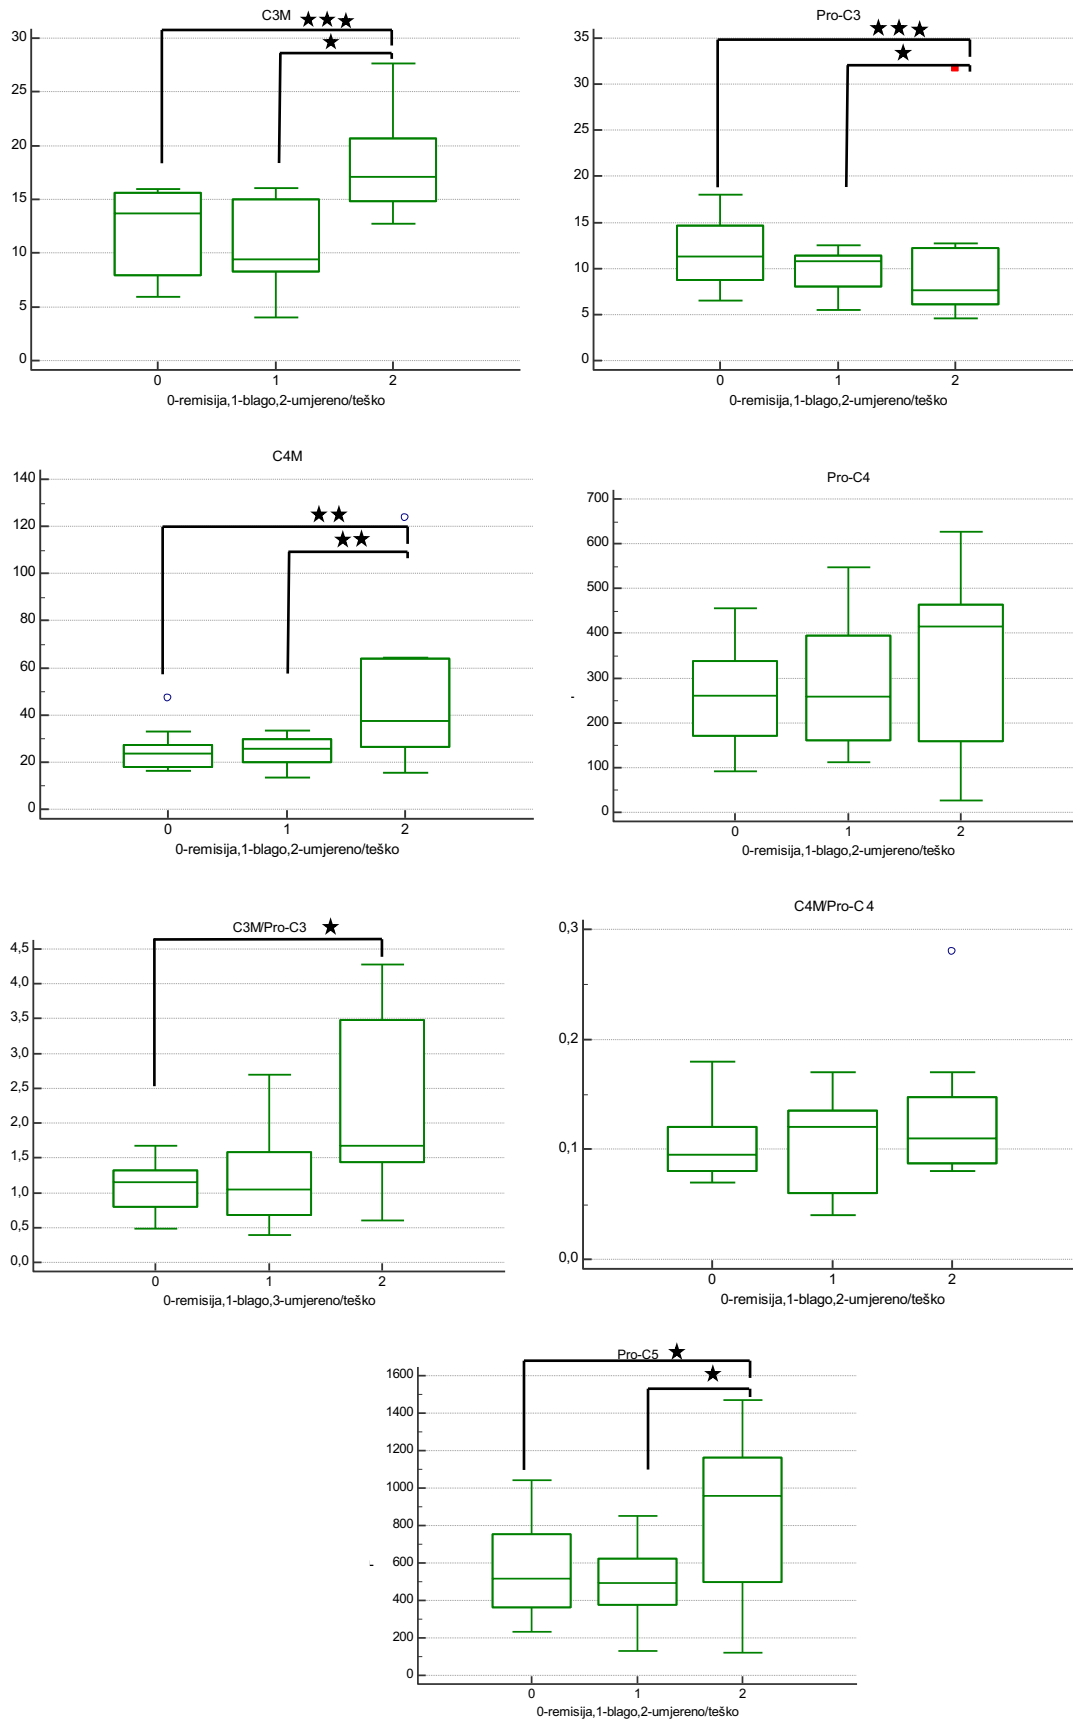 C3M ★★★
★
30
25
20
15
10
5
0
0 1 2
0-remisija,1-blago,2-umjereno/teško
Pro-C3
★★★
★
35
30
25
20
15
10
5
0
0 1 2
0-remisija,1-blago,2-umjereno/teško
C4M
★★
★★
140
120
100
80
60
40
20
0
0 1 2
0-remisija,1-blago,2-umjereno/teško
Pro-C4
700
600
500
400
300
200
100
0
0 1 2
0-remisija,1-blago,2-umjereno/teško
C3M/Pro-C3 ★
4,5
4,0
3,5
3,0
2,5
2,0
1,5
1,0
0,5
0,0
0 1 2
0-remisija,1-blago,3-umjereno/teško
C4M/Pro-C4
0,3
0,2
0,1
0,0
0 1 2
0-remisija,1-blago,2-umjereno/teško
Pro-C5 ★
★
1600
1400
1200
1000
800
600
400
200
0
0 1 2
0-remisija,1-blago,2-umjereno/teško